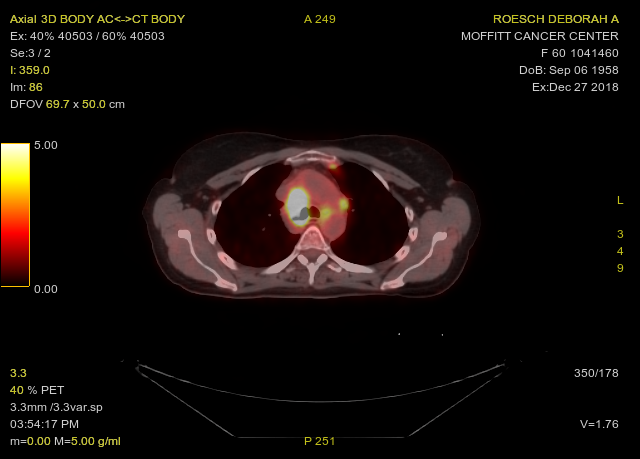 Axial 3D BODY AC<->CT BODY
Ex: 40% 40503 / 60% 40503
Se:3 / 2
I: 359.0
Im: 86
DFOV 69.7 x 50.0 cm
A 249
ROESCH DEBORAH A
MOFFITT CANCER CENTER
F 60 1041460
DoB: Sep 06 1958
Ex:Dec 27 2018
5.00
0.00
L
3
4
9
3.3
40 % PET
3.3mm /3.3var.sp
03:54:17 PM
m=0.00 M=5.00 g/ml
P 251
350/178
V=1.76